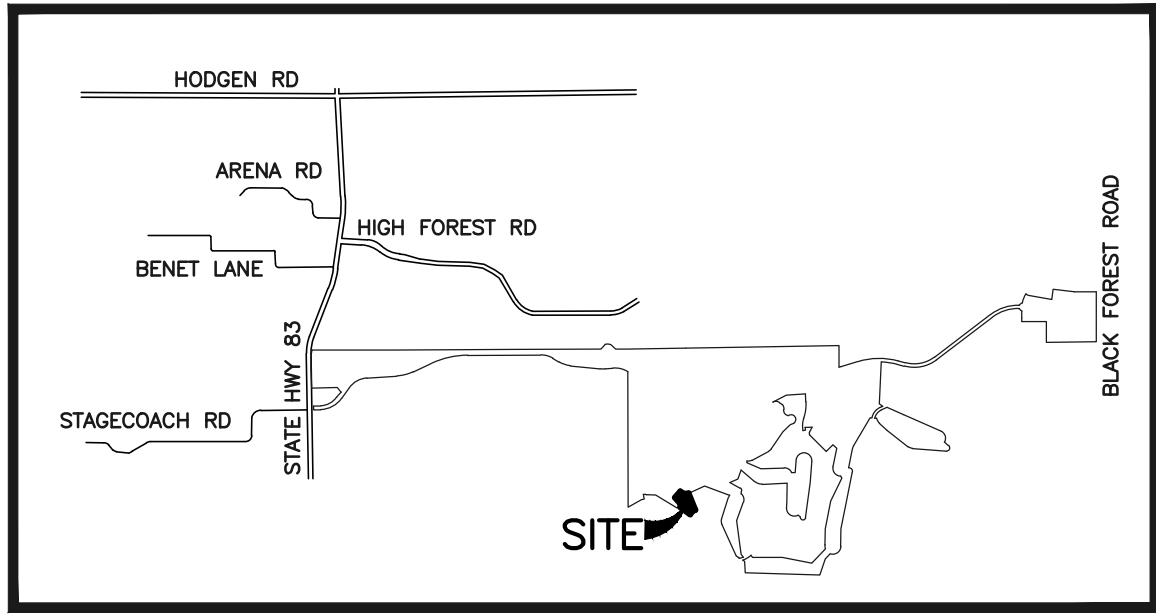 HODGEN RD
ARENA RD
HIGH FOREST RD
BENET LANE
BLACK FOREST ROAD
STATE HWY 83
STAGECOACH RD
SITE